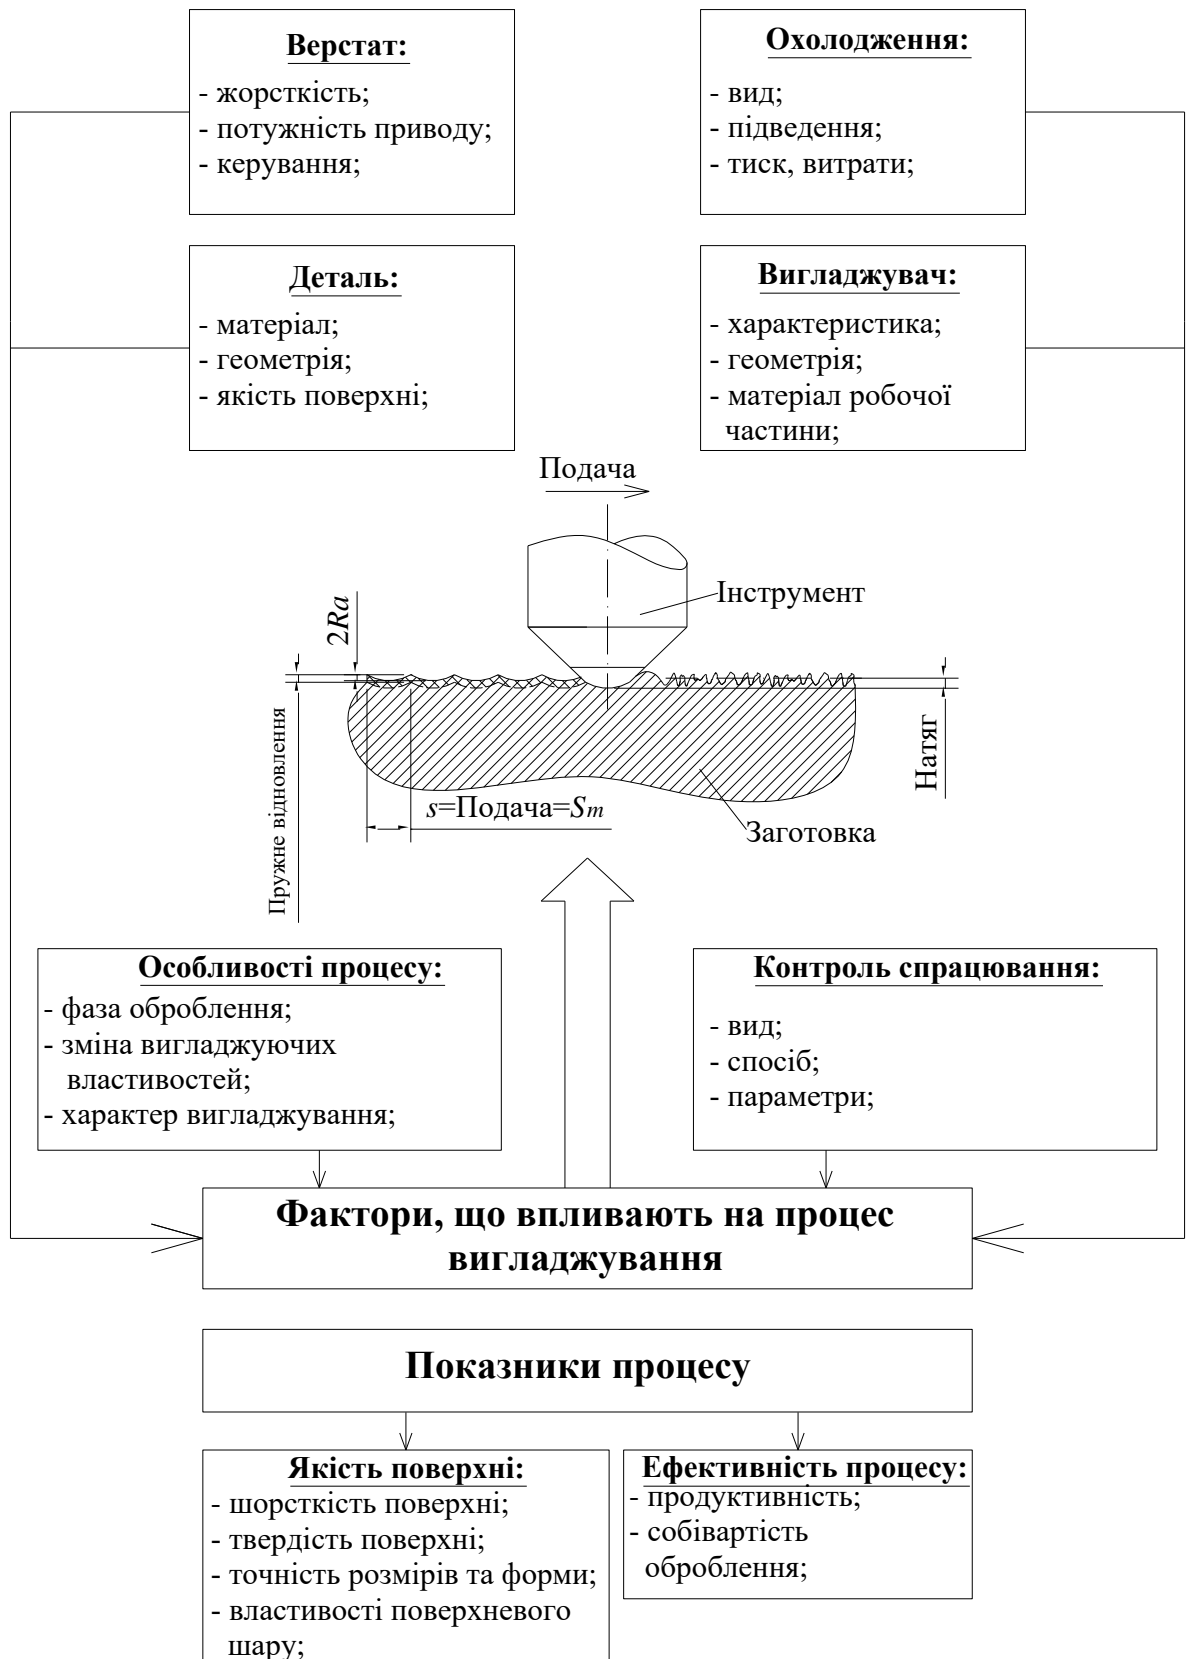 Верстат:
- жорсткість;
- потужність приводу;
- керування;
Охолодження:
- вид;
- підведення;
- тиск, витрати;
Деталь:
- матеріал;
- геометрія;
- якість поверхні;
Вигладжувач:
- характеристика;
- геометрія;
- матеріал робочої
частини;
Подача
Інструмент
2Ra
Пружне відновлення
Натяг
s=Подача=Sm
Заготовка
Особливості процесу:
- фаза оброблення;
- зміна вигладжуючих
властивостей;
- характер вигладжування;
Контроль спрацювання:
- вид;
- спосіб;
- параметри;
Фактори, що впливають на процес
вигладжування
Показники процесу
Якість поверхні:
- шорсткість поверхні;
- твердість поверхні;
- точність розмірів та форми;
- властивості поверхневого
шару;
Ефективність процесу:
- продуктивність;
- собівартість
оброблення;